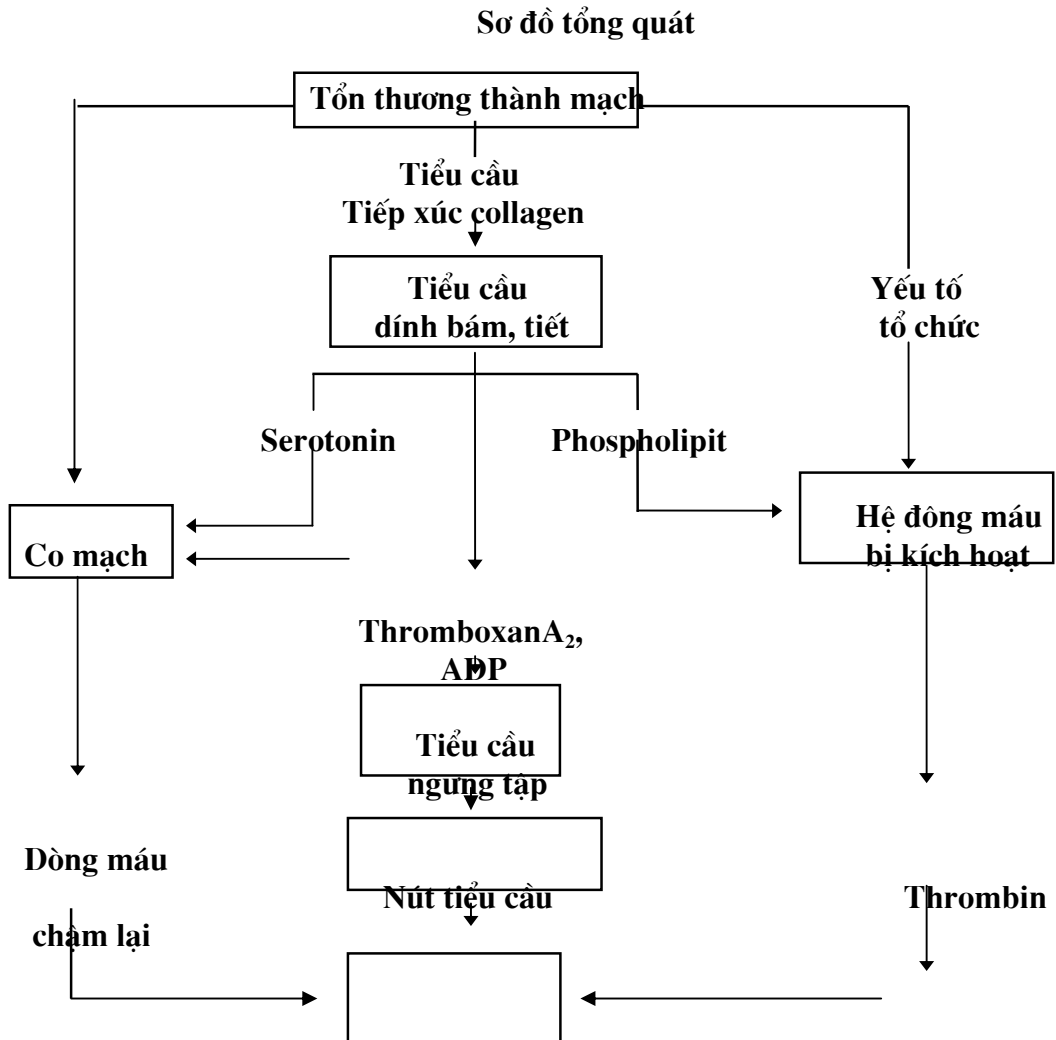 Sơ đồ tổng quát
Tổn thương thành mạch
Tiểu cầu
Tiếp xúc collagen
Tiểu cầu
dính bám, tiết
Yếu tố
tổ chức
Serotonin
Phospholipit
Hệ đông máu
bị kích hoạt
Co mạch
ThromboxanA₂,
ADP
Tiểu cầu
ngưng tập
Dòng máu
chậm lại
Nút tiểu cầu
Thrombin